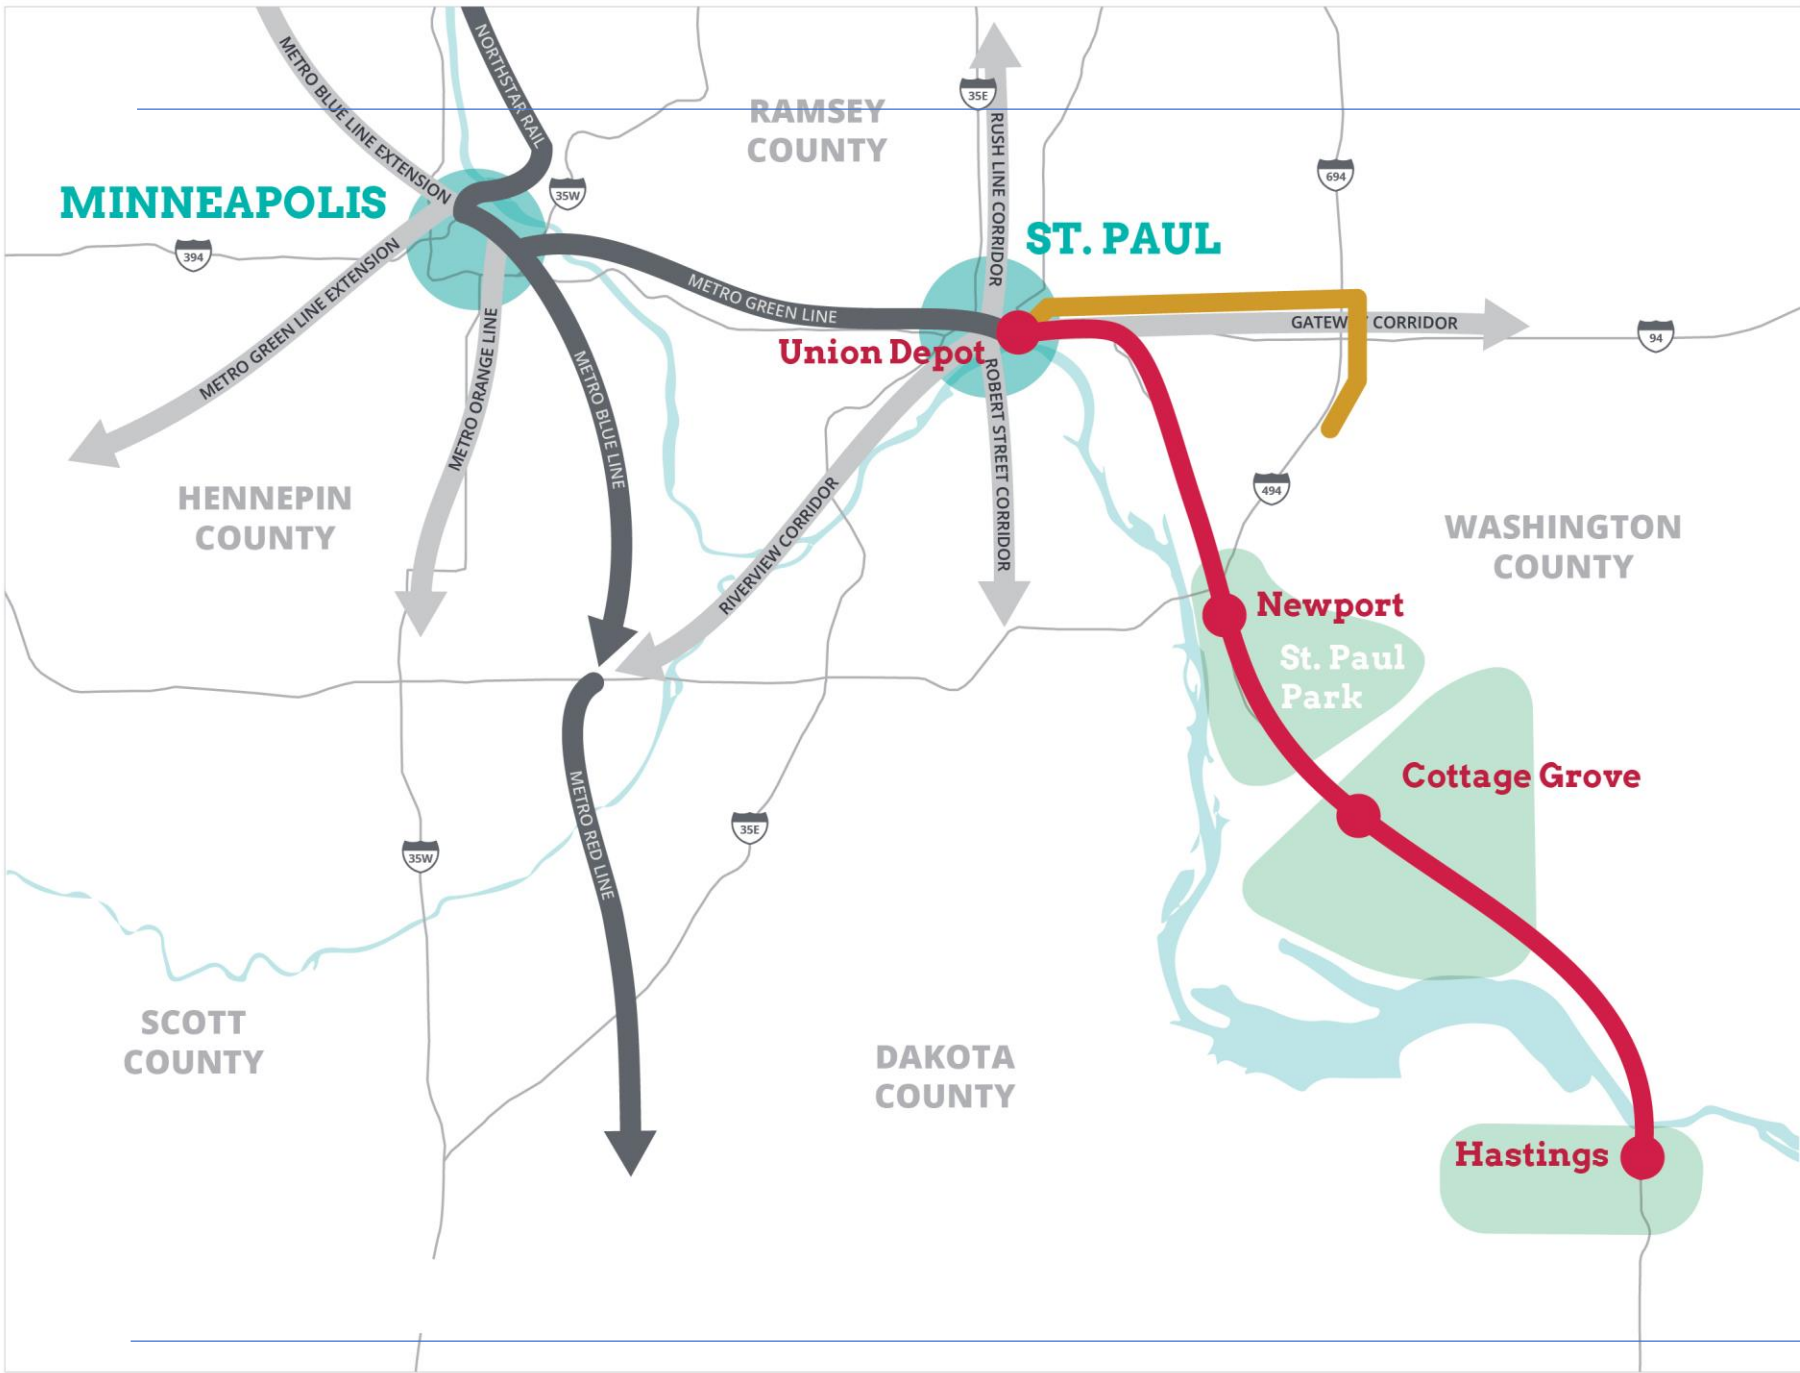 METRO BLUE LINE EXTENSION
NORTHSTAR RAIL
35E
RAMSEY
COUNTY
RUSH LINE CORRIDOR
694
35W
MINNEAPOLIS
ST. PAUL
394
METRO GREEN LINE EXTENSION
METRO GREEN LINE
GATEWAY CORRIDOR
94
Union Depot
METRO ORANGE LINE
METRO BLUE LINE
ROBERT STREET CORRIDOR
RIVERVIEW CORRIDOR
494
HENNEPIN
COUNTY
WASHINGTON
COUNTY
Newport
St. Paul
Park
Cottage Grove
METRO RED LINE
35E
35W
SCOTT
COUNTY
DAKOTA
COUNTY
Hastings